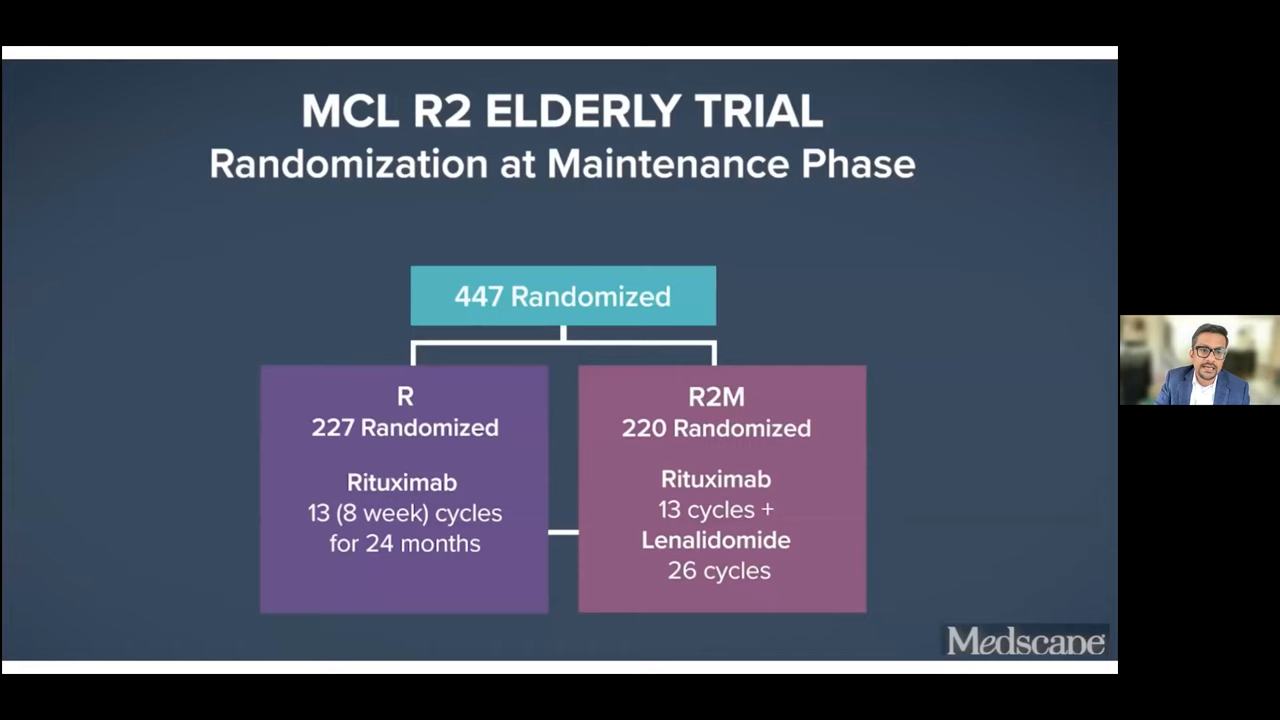 MCL R2 ELDERLY TRIAL
Randomization at Maintenance Phase
447 Randomized
R
227 Randomized
Rituximab
13 (8 week) cycles
for 24 months
R2M
220 Randomized
Rituximab
13 cycles +
Lenalidomide
26 cycles
Medscape